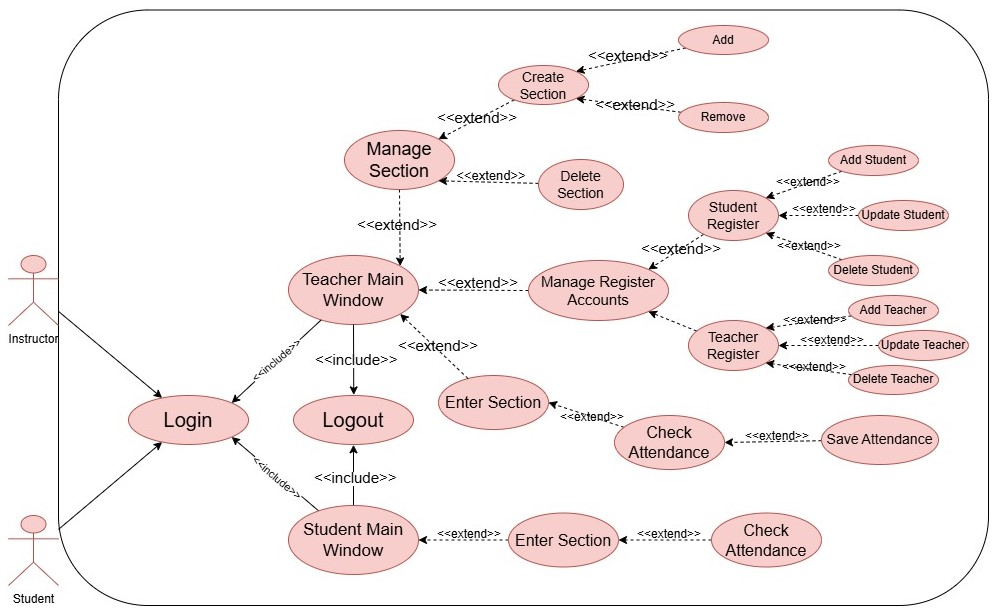 Add
<<extend>>
Create
Section
<<extend>>
Remove
<<extend>>
Manage
Section
<<extend>>
Delete
Section
<<extend>>
Add Student
<<extend>>
Student
Register
<<extend>>
Update Student
<<extend>>
Delete Student
<<extend>>
Teacher Main
Window
<<extend>>
Manage Register
Accounts
Add Teacher
<<extend>>
Teacher
Register
<<extend>>
Update Teacher
<<extend>>
Delete Teacher
Instructor
<<include>>
<<include>>
<<extend>>
Login
Logout
Enter Section
<<extend>>
Check
Attendance
<<extend>>
Save Attendance
<<include>>
<<include>>
Student Main
Window
<<extend>>
Enter Section
<<extend>>
Check
Attendance
Student